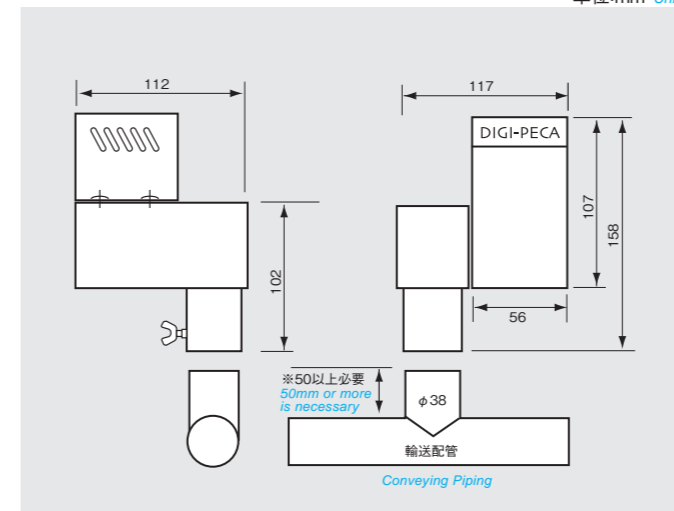 単位:mm
112
117
DIGI-PECA
107
158
102
56
※50以上必要
50mm or more
is necessary
φ38
輸送配管
Conveying Piping